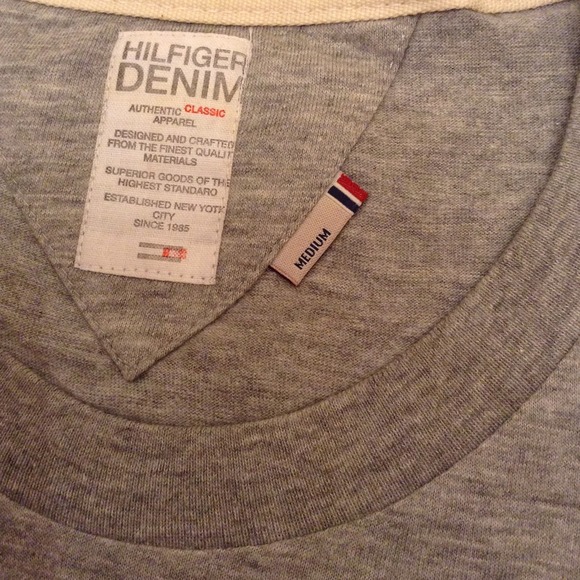 HILFIGER
DENIM
AUTHENTIC CLASSIC
APPAREL
DESIGNED AND CRAFTED
FROM THE FINEST QUALIT
MATERIALS
SUPERIOR GOODS OF THE
HIGHEST STANDARD
ESTABLISHED NEW YORK
CITY
SINCE 1985
MEDIUM